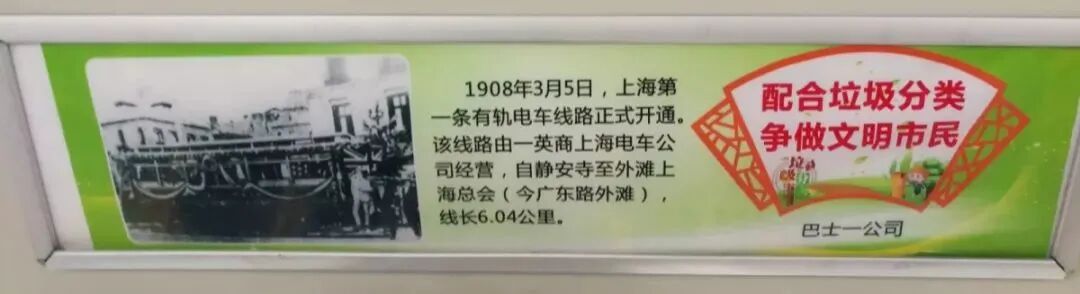 1908年3月5日，上海第
一条有轨电车线路正式开通。
该线路由一英商上海电车公
司经营，自静安寺至外滩上
海总会（今广东路外滩），
线长6.04公里。
配合垃圾分类
争做文明市民
巴士一公司